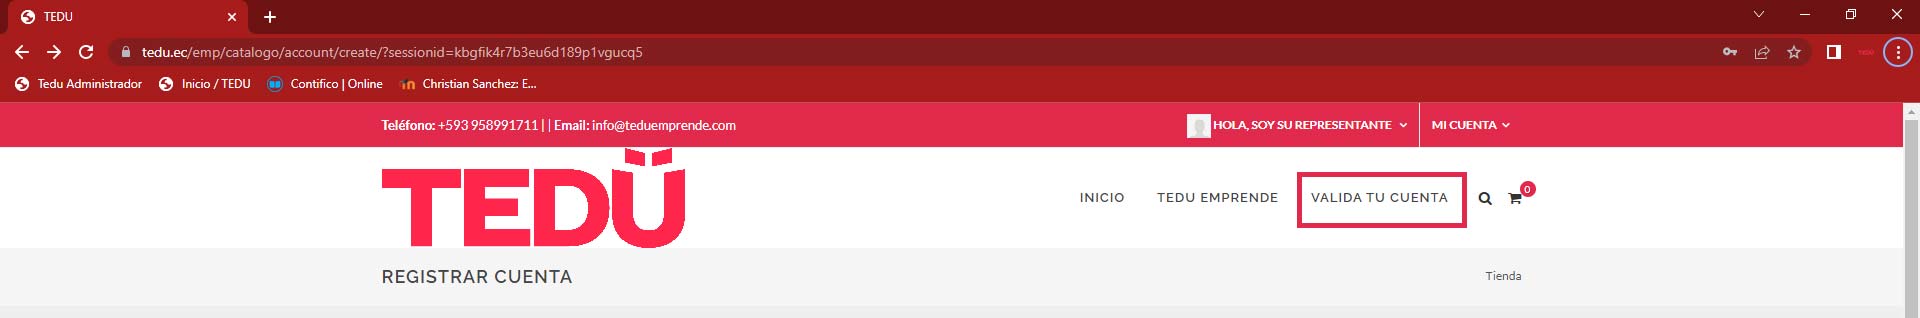 TEDU
tedu.ec/emp/catalogo/account/create/?sessionid=kbgfik4r7b3eu6d189p1vgucq5
Tedu Administrador Inicio / TEDU Contifico | Online Christian Sanchez: E...
Teléfono: +593 958991711 | | Email: info@teduemprende.com HOLA, SOY SU REPRESENTANTE MI CUENTA
TEDÜ
INICIO TEDU EMPRENDE VALIDA TU CUENTA 0
REGISTRAR CUENTA Tienda